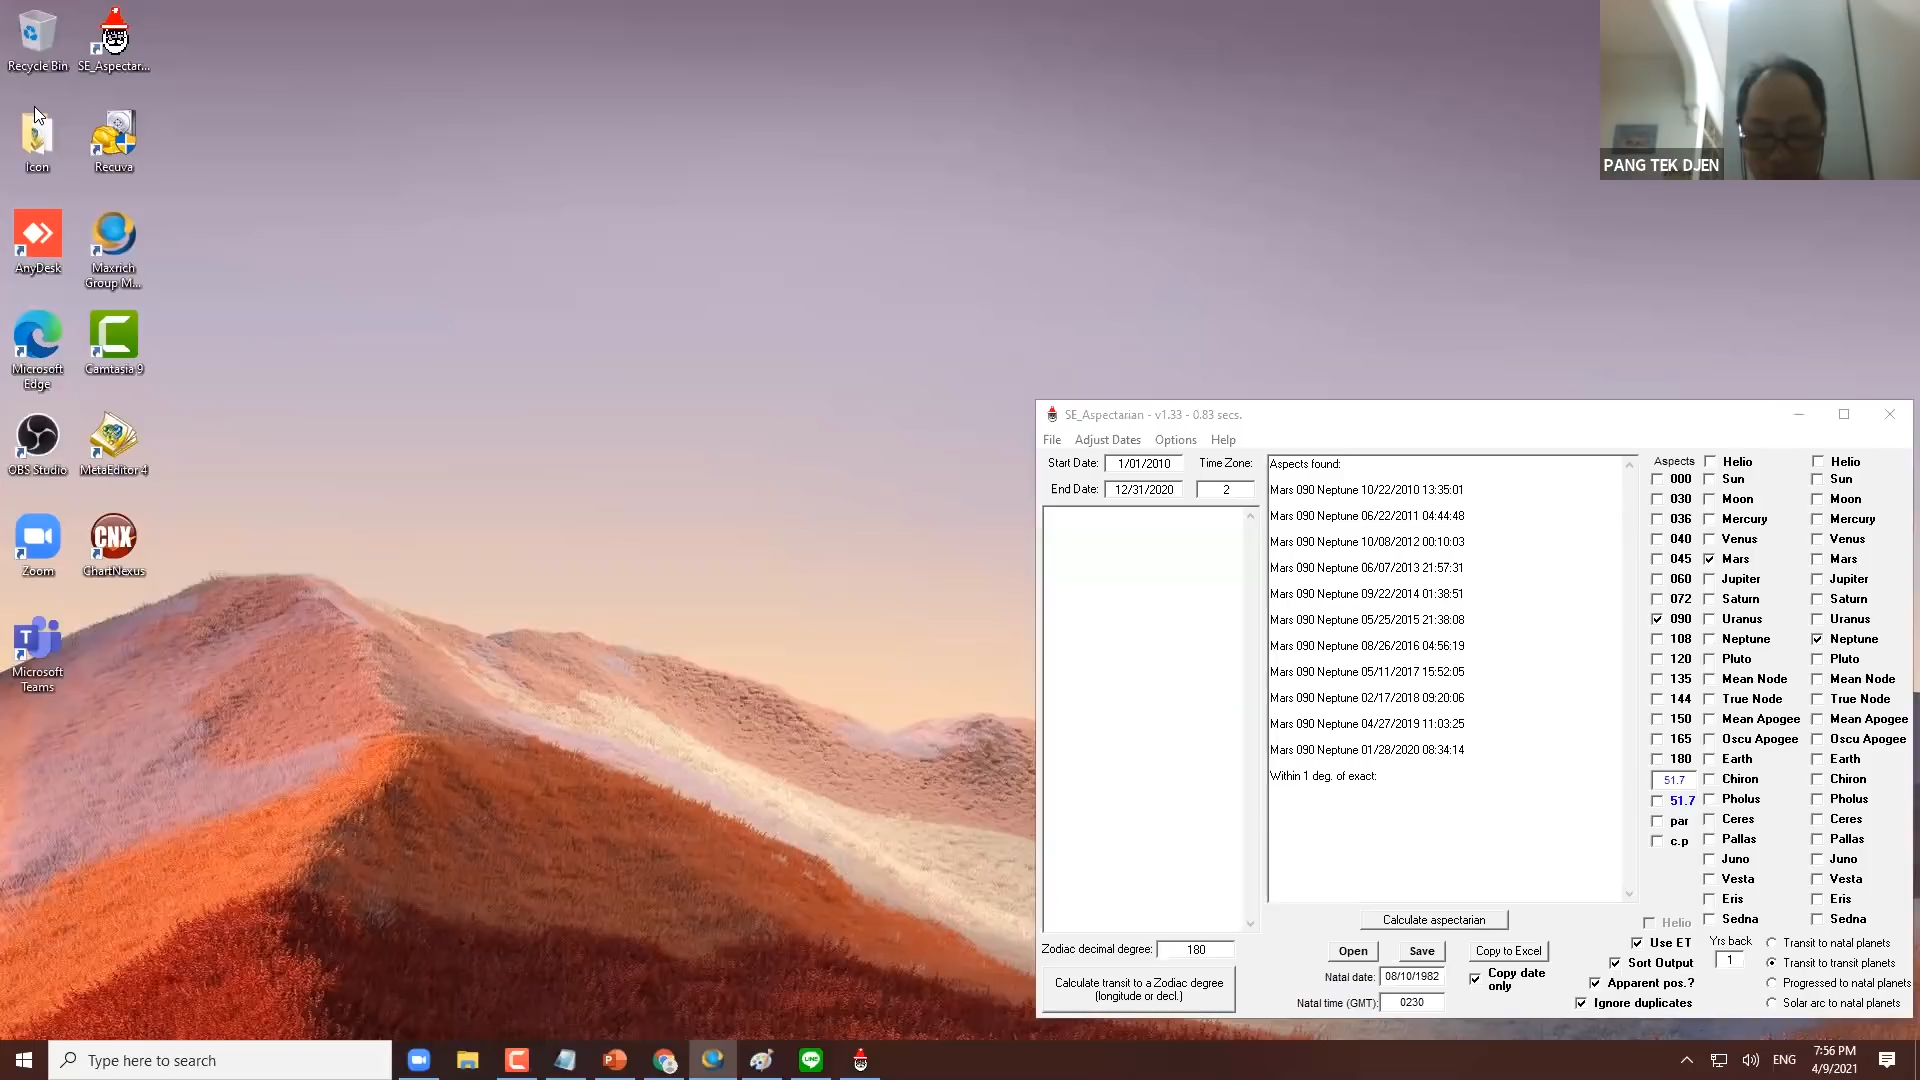 Recycle Bin
SE_Aspectar...
Icon
Recuva
AnyDesk
Maxrich
Group M...
Microsoft
Edge
Camtasia 9
OBS Studio
MetaEditor 4
Zoom
CNX
ChartNexus
T
Microsoft
Teams
PANG TEK DJEN
SE_Aspectarian - v1.33 - 0.83 secs.
File Adjust Dates Options Help
Start Date: 1/01/2010 Time Zone:
End Date: 12/31/2020 2
Aspects found:
Mars 090 Neptune 10/22/2010 13:35:01
Mars 090 Neptune 06/22/2011 04:44:48
Mars 090 Neptune 10/08/2012 00:10:03
Mars 090 Neptune 06/07/2013 21:57:31
Mars 090 Neptune 09/22/2014 01:38:51
Mars 090 Neptune 05/25/2015 21:38:08
Mars 090 Neptune 08/26/2016 04:56:19
Mars 090 Neptune 05/11/2017 15:52:05
Mars 090 Neptune 02/17/2018 09:20:06
Mars 090 Neptune 04/27/2019 11:03:25
Mars 090 Neptune 01/28/2020 08:34:14
Within 1 deg. of exact:
Aspects Helio Helio
000 Sun Sun
030 Moon Moon
036 Mercury Mercury
040 Venus Venus
045 Mars Mars
060 Jupiter Jupiter
072 Saturn Saturn
090 Uranus Uranus
108 Neptune Neptune
120 Pluto Pluto
135 Mean Node Mean Node
144 True Node True Node
150 Mean Apogee Mean Apogee
165 Oscu Apogee Oscu Apogee
180 Earth Earth
51.7 Chiron Chiron
51.7 Pholus Pholus
par Ceres Ceres
c.p Pallas Pallas
Juno Juno
Vesta Vesta
Eris Eris
Helio Sedna Sedna
Calculate aspectarian
Zodiac decimal degree: 180
Calculate transit to a Zodiac degree
(longitude or decl.)
Open Save Copy to Excel
Natal date: 08/10/1982
Copy date
only
Natal time (GMT): 0230
Use ET Yrs back Transit to natal planets
Sort Output 1 Transit to transit planets
Apparent pos.? Progressed to natal planets
Ignore duplicates Solar arc to natal planets
Type here to search
P
LINE
ENG
7:56 PM
4/9/2021